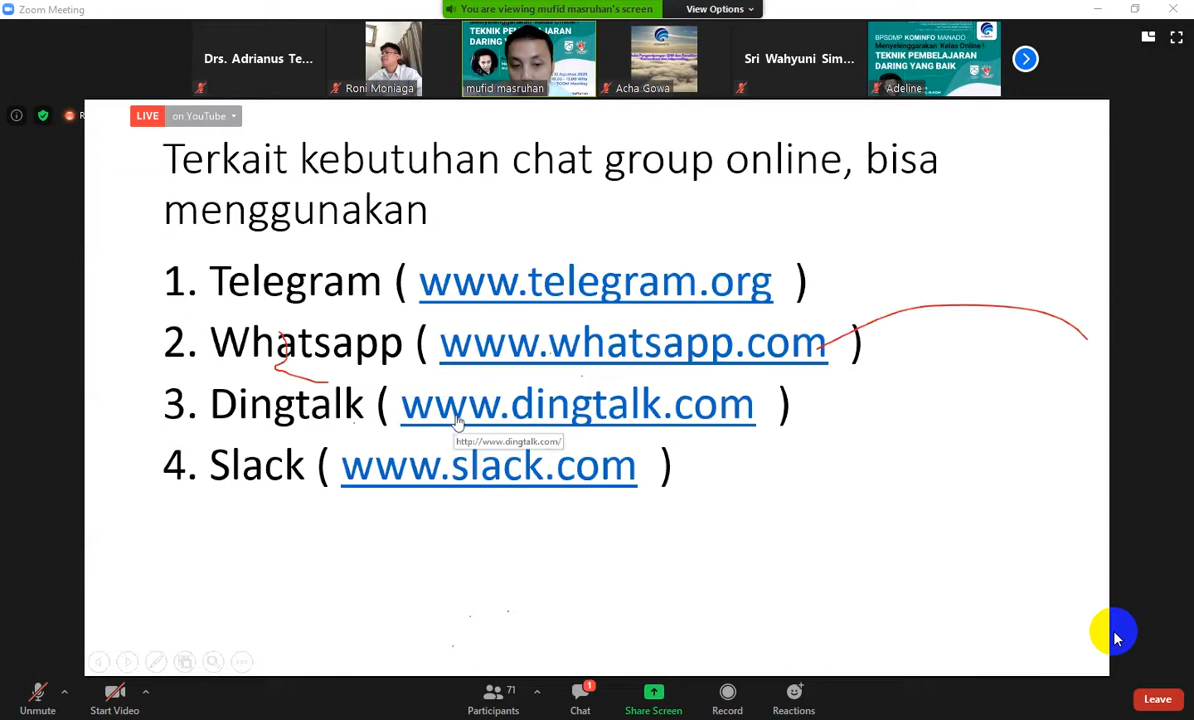 Zoom Meeting
You are viewing mufid masruhan's screen
View Options
Drs. Adrianus Te...
Roni Moniaga
TEKNIK PEMBELAJARAN
mufid masruhan
Acha.Gowa
Sri Wahyuni Sim...
BPSDMP KOMINFO MANADO
Menyelenggarakan Kelas Online !
TEKNIK PEMBELAJARAN
DARING YANG BAIK
Adeline
LIVE on YouTube
Terkait kebutuhan chat group online, bisa
menggunakan
1. Telegram ( www.telegram.org )
2. Whatsapp ( www.whatsapp.com )
3. Dingtalk ( www.dingtalk.com )
http://www.dingtalk.com/
4. Slack ( www.slack.com )
Unmute
Start Video
71
Participants
1
Chat
Share Screen
Record
Reactions
Leave